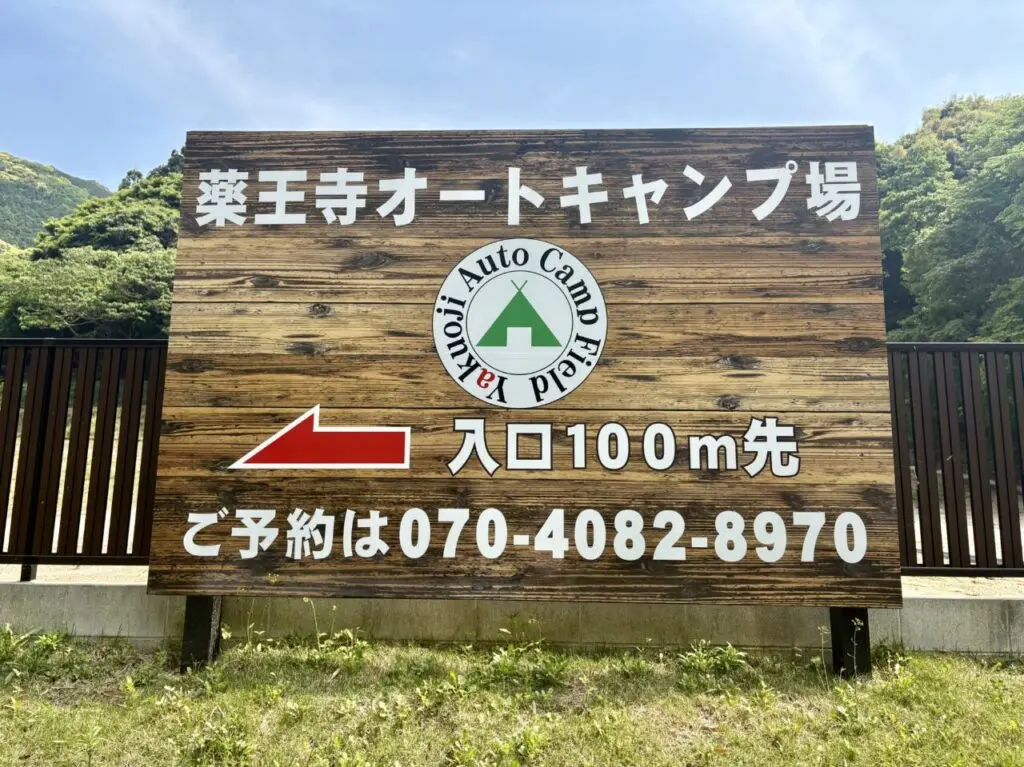 薬王寺オートキャンプ場
Yakuoji Auto Camp Field
入口100m先
ご予約は070-4082-8970